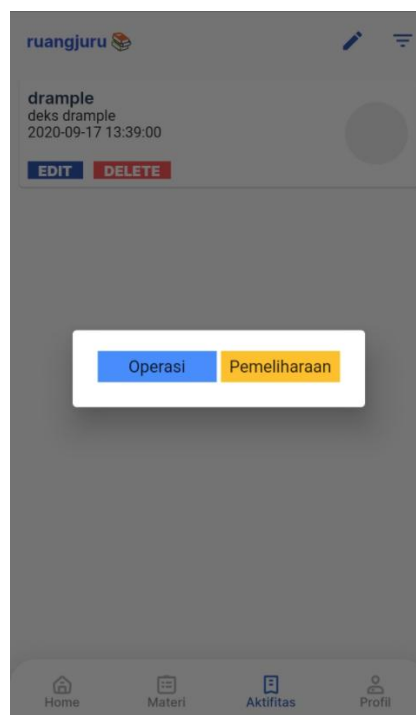 ruangjuru
drample
deks drample
2020-09-17 13:39:00
EDIT DELETE
Operasi Pemeliharaan
Home Materi Aktifitas Profil